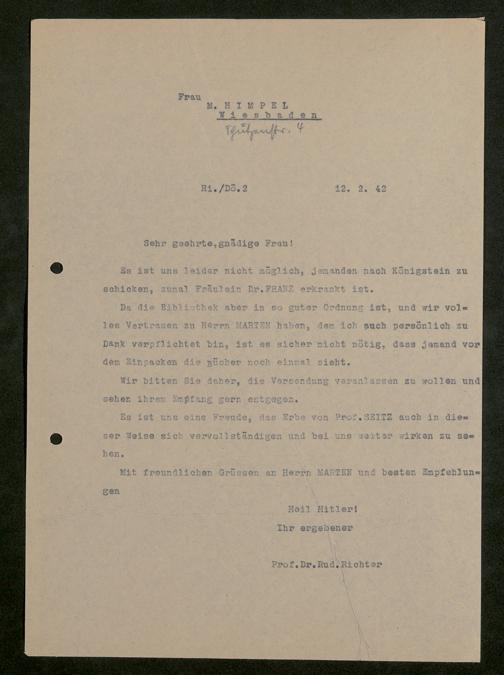 Frau
M. HIMPEL
Wiesbaden
Schützenstr. 4
Ri./Dö.2 12. 2. 42
Sehr geehrte,gnädige Frau!
Es ist uns leider nicht möglich, jemanden nach Königstein zu
schicken, zumal Fräulein Dr.FRANZ erkrankt ist.
Da die Bibliothek aber in so guter Ordnung ist, und wir vol=
les Vertrauen zu Herrn MARTEN haben, dem ich auch persönlich zu
Dank verpflichtet bin, ist es sicher nicht nötig, dass jemand vor
dem Einpacken die Bücher noch einmal sieht.
Wir bitten Sie daher, die Versendung veranlassen zu wollen und
sehen ihrem Empfang gern entgegen.
Es ist uns eine Freude, das Erbe von Prof.SEITZ auch in die=
ser Weise sich vervollständigen und bei uns weiter wirken zu se=
hen.
Mit freundlichen Grüssen an Herrn MARTEN und besten Empfehlun=
gen
Heil Hitler!
Ihr ergebener
Prof.Dr.Rud.Richter